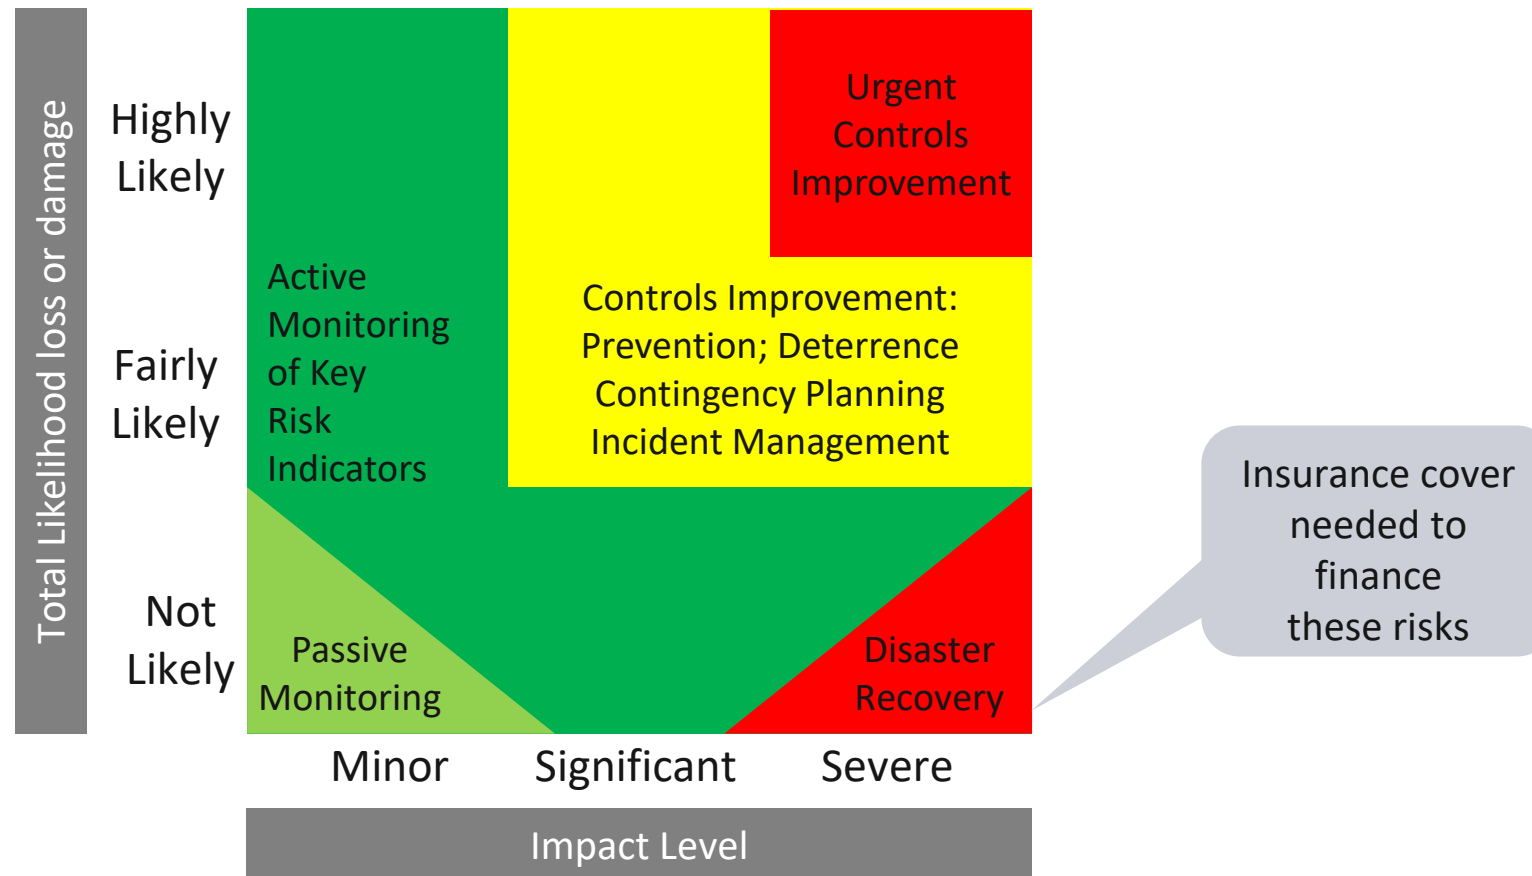 Total Likelihood loss or damage
Highly
Likely
Fairly
Likely
Not
Likely
Urgent
Controls
Improvement
Active
Monitoring
of Key
Risk
Indicators
Controls Improvement:
Prevention; Deterrence
Contingency Planning
Incident Management
Passive
Monitoring
Disaster
Recovery
Insurance cover
needed to
finance
these risks
Minor
Significant
Severe
Impact Level